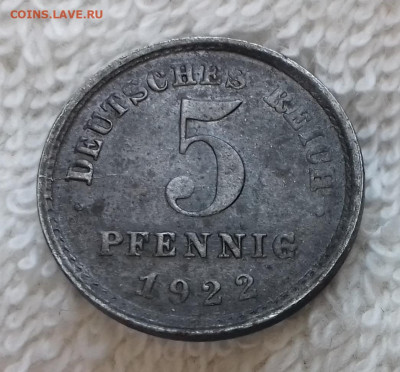 COINS.LAVE.RU
DEUTSCHES REICH
5
PFENNIG
1922